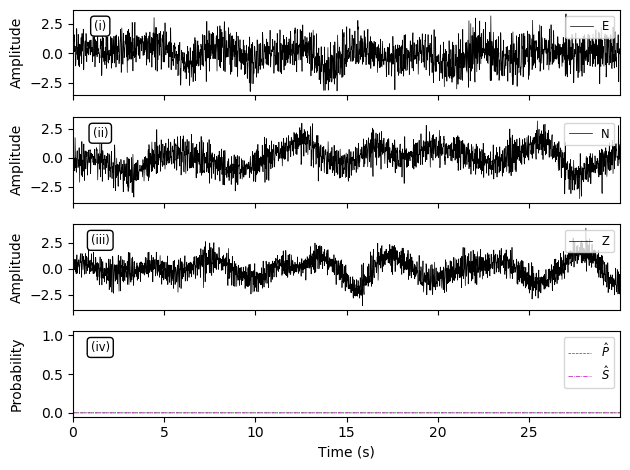 Amplitude
2.5
0.0
−2.5
(i)
E
Amplitude
2.5
0.0
−2.5
(ii)
N
Amplitude
2.5
0.0
−2.5
(iii)
Z
Probability
1.0
0.5
0.0
(iv)
P̂
Ŝ
0 5 10 15 20 25
Time (s)